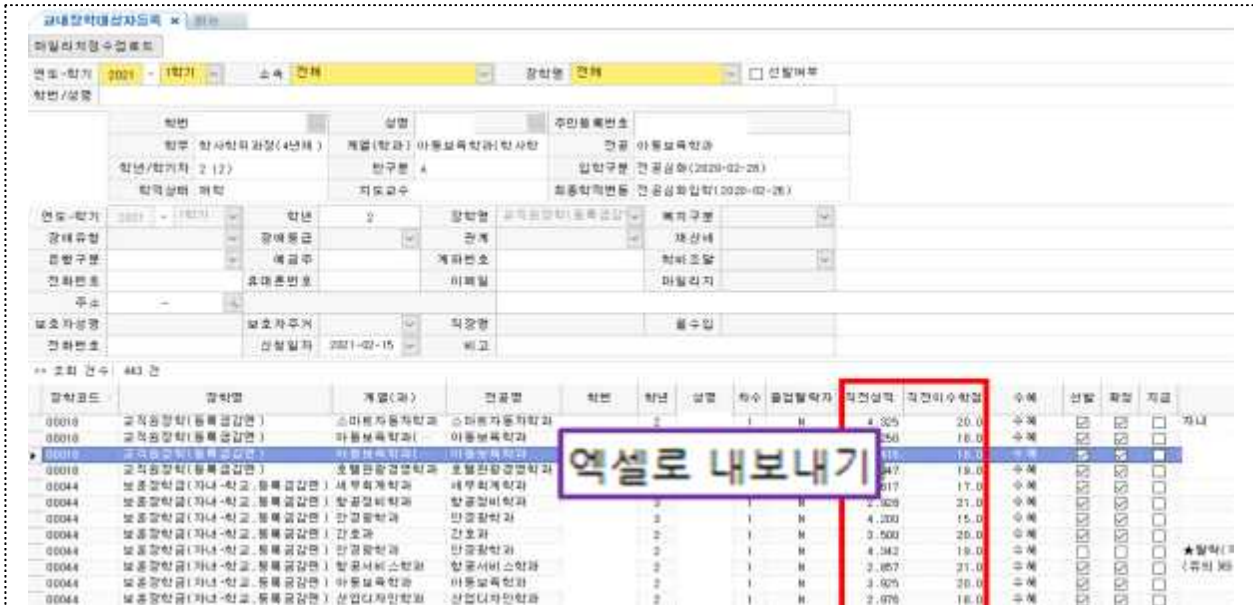 교내장학대상자등록 ×
마일리지점수업로드
연도-학기 2021 - 1학기 소속 전체 장학명 전체 선발여부
학번/성명
학번 성명 주민등록번호
학부 학사학위과정(4년제) 계열(학과) 아동보육학과(학사학 전공 아동보육학과
학년/학기차 2 (2) 반구분 A 입학구분 전공심화(2020-02-28)
학적상태 재학 지도교수 최종학적변동 전공심화입학(2020-02-28)
연도-학기 2021 - 1학기 학년 2 장학명 교직원장학(등록금감면 복지구분
장애유형 장애등급 관계 재산세
은행구분 예금주 계좌번호 학비조달
전화번호 휴대폰번호 이메일 마일리지
주소 -
보호자성명 보호자주거 직장명 월수입
전화번호 신청일자 2021-02-15 비고
조회 건수 443 건
장학코드 장학명 계열(과) 전공명 학번 학년 성명 차수 졸업탈락자 직전성적 직전이수학점 수혜 선발 확정 지급
00018 교직원장학(등록금감면) 스마트자동차학과 스마트자동차학과 2 1 N 4.325 20.0 수혜 자녀
00018 교직원장학(등록금감면) 아동보육학과( 아동보육학과 250 18.0 수혜
00018 교직원장학(등록금감면) 아동보육학과( 아동보육학과 18.0 수혜
00018 교직원장학(등록금감면) 호텔관광경영학과 호텔관광경영학과 19.0 수혜
엑셀로 내보내기
00044 보훈장학금(자녀-학교,등록금감면) 세무회계학과 세무회계학과 17.0 수혜
00044 보훈장학금(자녀-학교,등록금감면) 항공정비학과 항공정비학과 21.0 수혜
00044 보훈장학금(자녀-학교,등록금감면) 안경광학과 안경광학과 3 1 N 4.200 15.0 수혜
00044 보훈장학금(자녀-학교,등록금감면) 간호과 간호과 2 1 N 3.500 20.0 수혜
00044 보훈장학금(자녀-학교,등록금감면) 안경광학과 안경광학과 2 1 N 4.342 19.0 수혜 ★탈락(
00044 보훈장학금(자녀-학교,등록금감면) 항공서비스학과 항공서비스학과 2 1 N 2.857 21.0 수혜
00044 보훈장학금(자녀-학교,등록금감면) 아동보육학과 아동보육학과 2 1 N 3.925 20.0 수혜
00044 보훈장학금(자녀-학교,등록금감면) 산업디자인학과 산업디자인학과 2 1 N 2.976 18.0 수혜